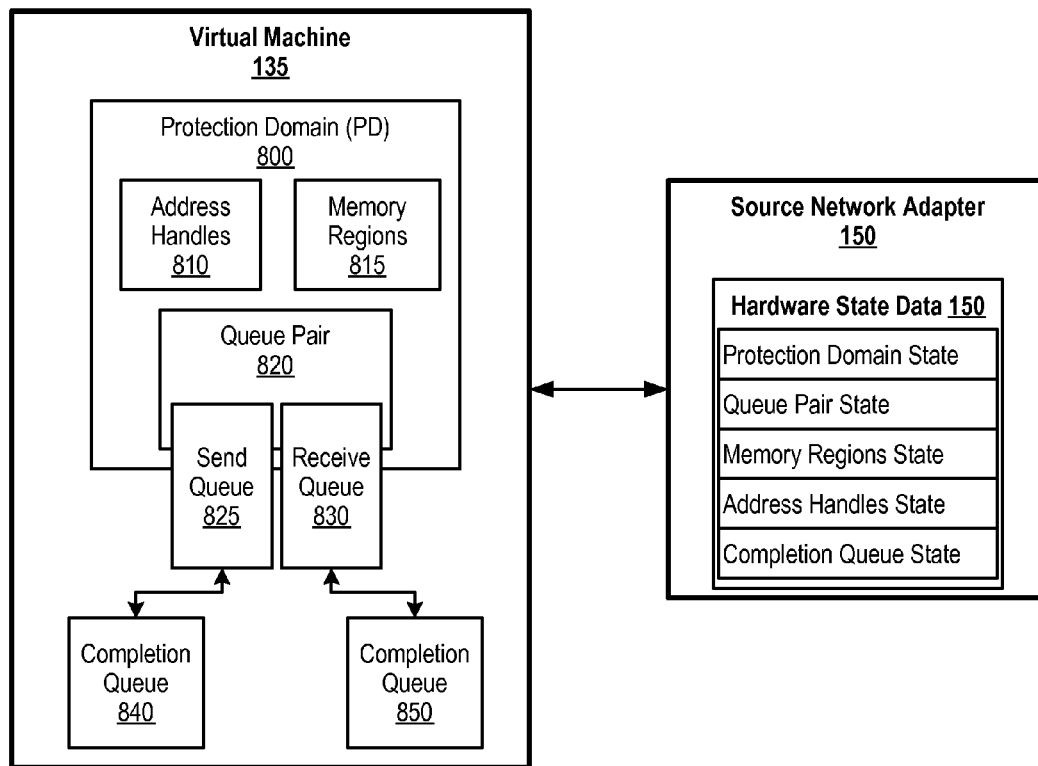 Virtual Machine
135
Protection Domain (PD)
800
Address
Handles
810
Memory
Regions
815
Queue Pair
820
Send
Queue
825
Receive
Queue
830
Completion
Queue
840
Completion
Queue
850
Source Network Adapter
150
Hardware State Data 150
Protection Domain State
Queue Pair State
Memory Regions State
Address Handles State
Completion Queue State